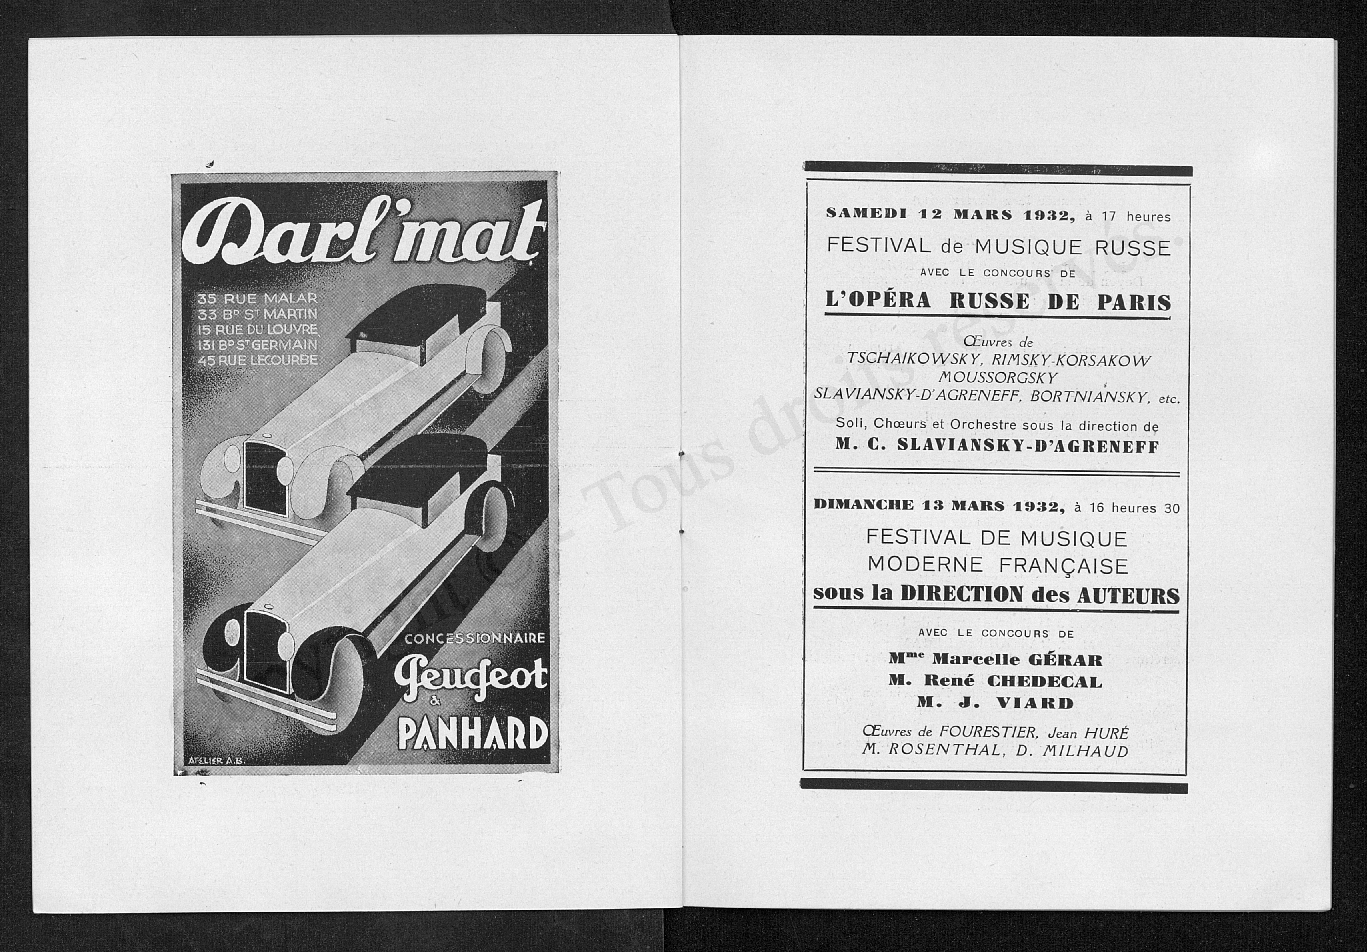 Darl'mat
35 RUE MALAR
33 BD ST MARTIN
15 RUE DU LOUVRE
131 BD ST GERMAIN
45 RUE LECOURBE
CONCESSIONNAIRE
Peugeot
&
PANHARD
ATELIER A.B.
SAMEDI 12 MARS 1932, à 17 heures
FESTIVAL de MUSIQUE RUSSE
AVEC LE CONCOURS DE
L'OPÉRA RUSSE DE PARIS
Œuvres de
TSCHAIKOWSKY, RIMSKY-KORSAKOW
MOUSSORGSKY
SLAVIANSKY-D'AGRENEFF, BORTNIANSKY, etc.
Soli, Chœurs et Orchestre sous la direction de
M. C. SLAVIANSKY-D'AGRENEFF
DIMANCHE 13 MARS 1932, à 16 heures 30
FESTIVAL DE MUSIQUE
MODERNE FRANÇAISE
sous la DIRECTION des AUTEURS
AVEC LE CONCOURS DE
Mme Marcelle GÉRAR
M. René CHEDECAL
M. J. VIARD
Œuvres de FOURESTIER, Jean HURÉ
M. ROSENTHAL, D. MILHAUD
Copyright © - Tous droits réservés.